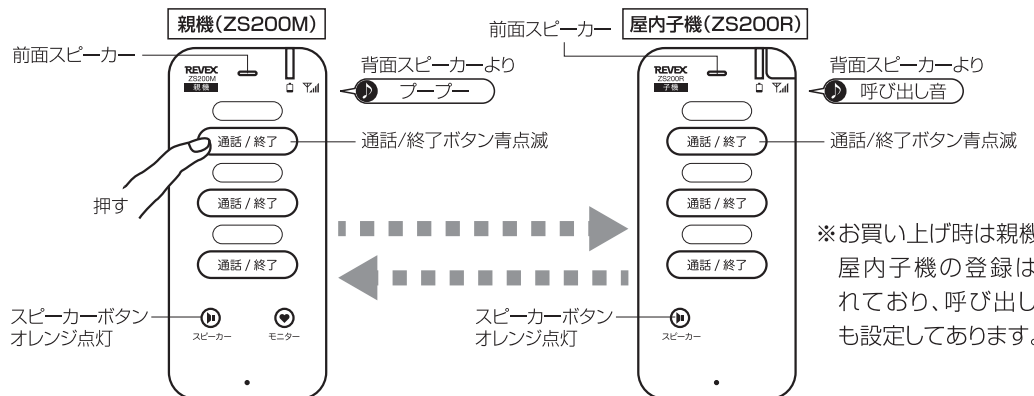 親機(ZS200M)
前面スピーカー
REVEX
ZS200M
親機
背面スピーカーより
プープー
通話/終了
通話/終了ボタン青点滅
押す
通話/終了
通話/終了
スピーカーボタン
オレンジ点灯
スピーカー
モニター
屋内子機(ZS200R)
前面スピーカー
REVEX
ZS200R
子機
背面スピーカーより
呼び出し音
通話/終了
通話/終了ボタン青点滅
通話/終了
通話/終了
スピーカーボタン
オレンジ点灯
スピーカー
※お買い上げ時は親機
屋内子機の登録は
れており、呼び出し
も設定してあります。